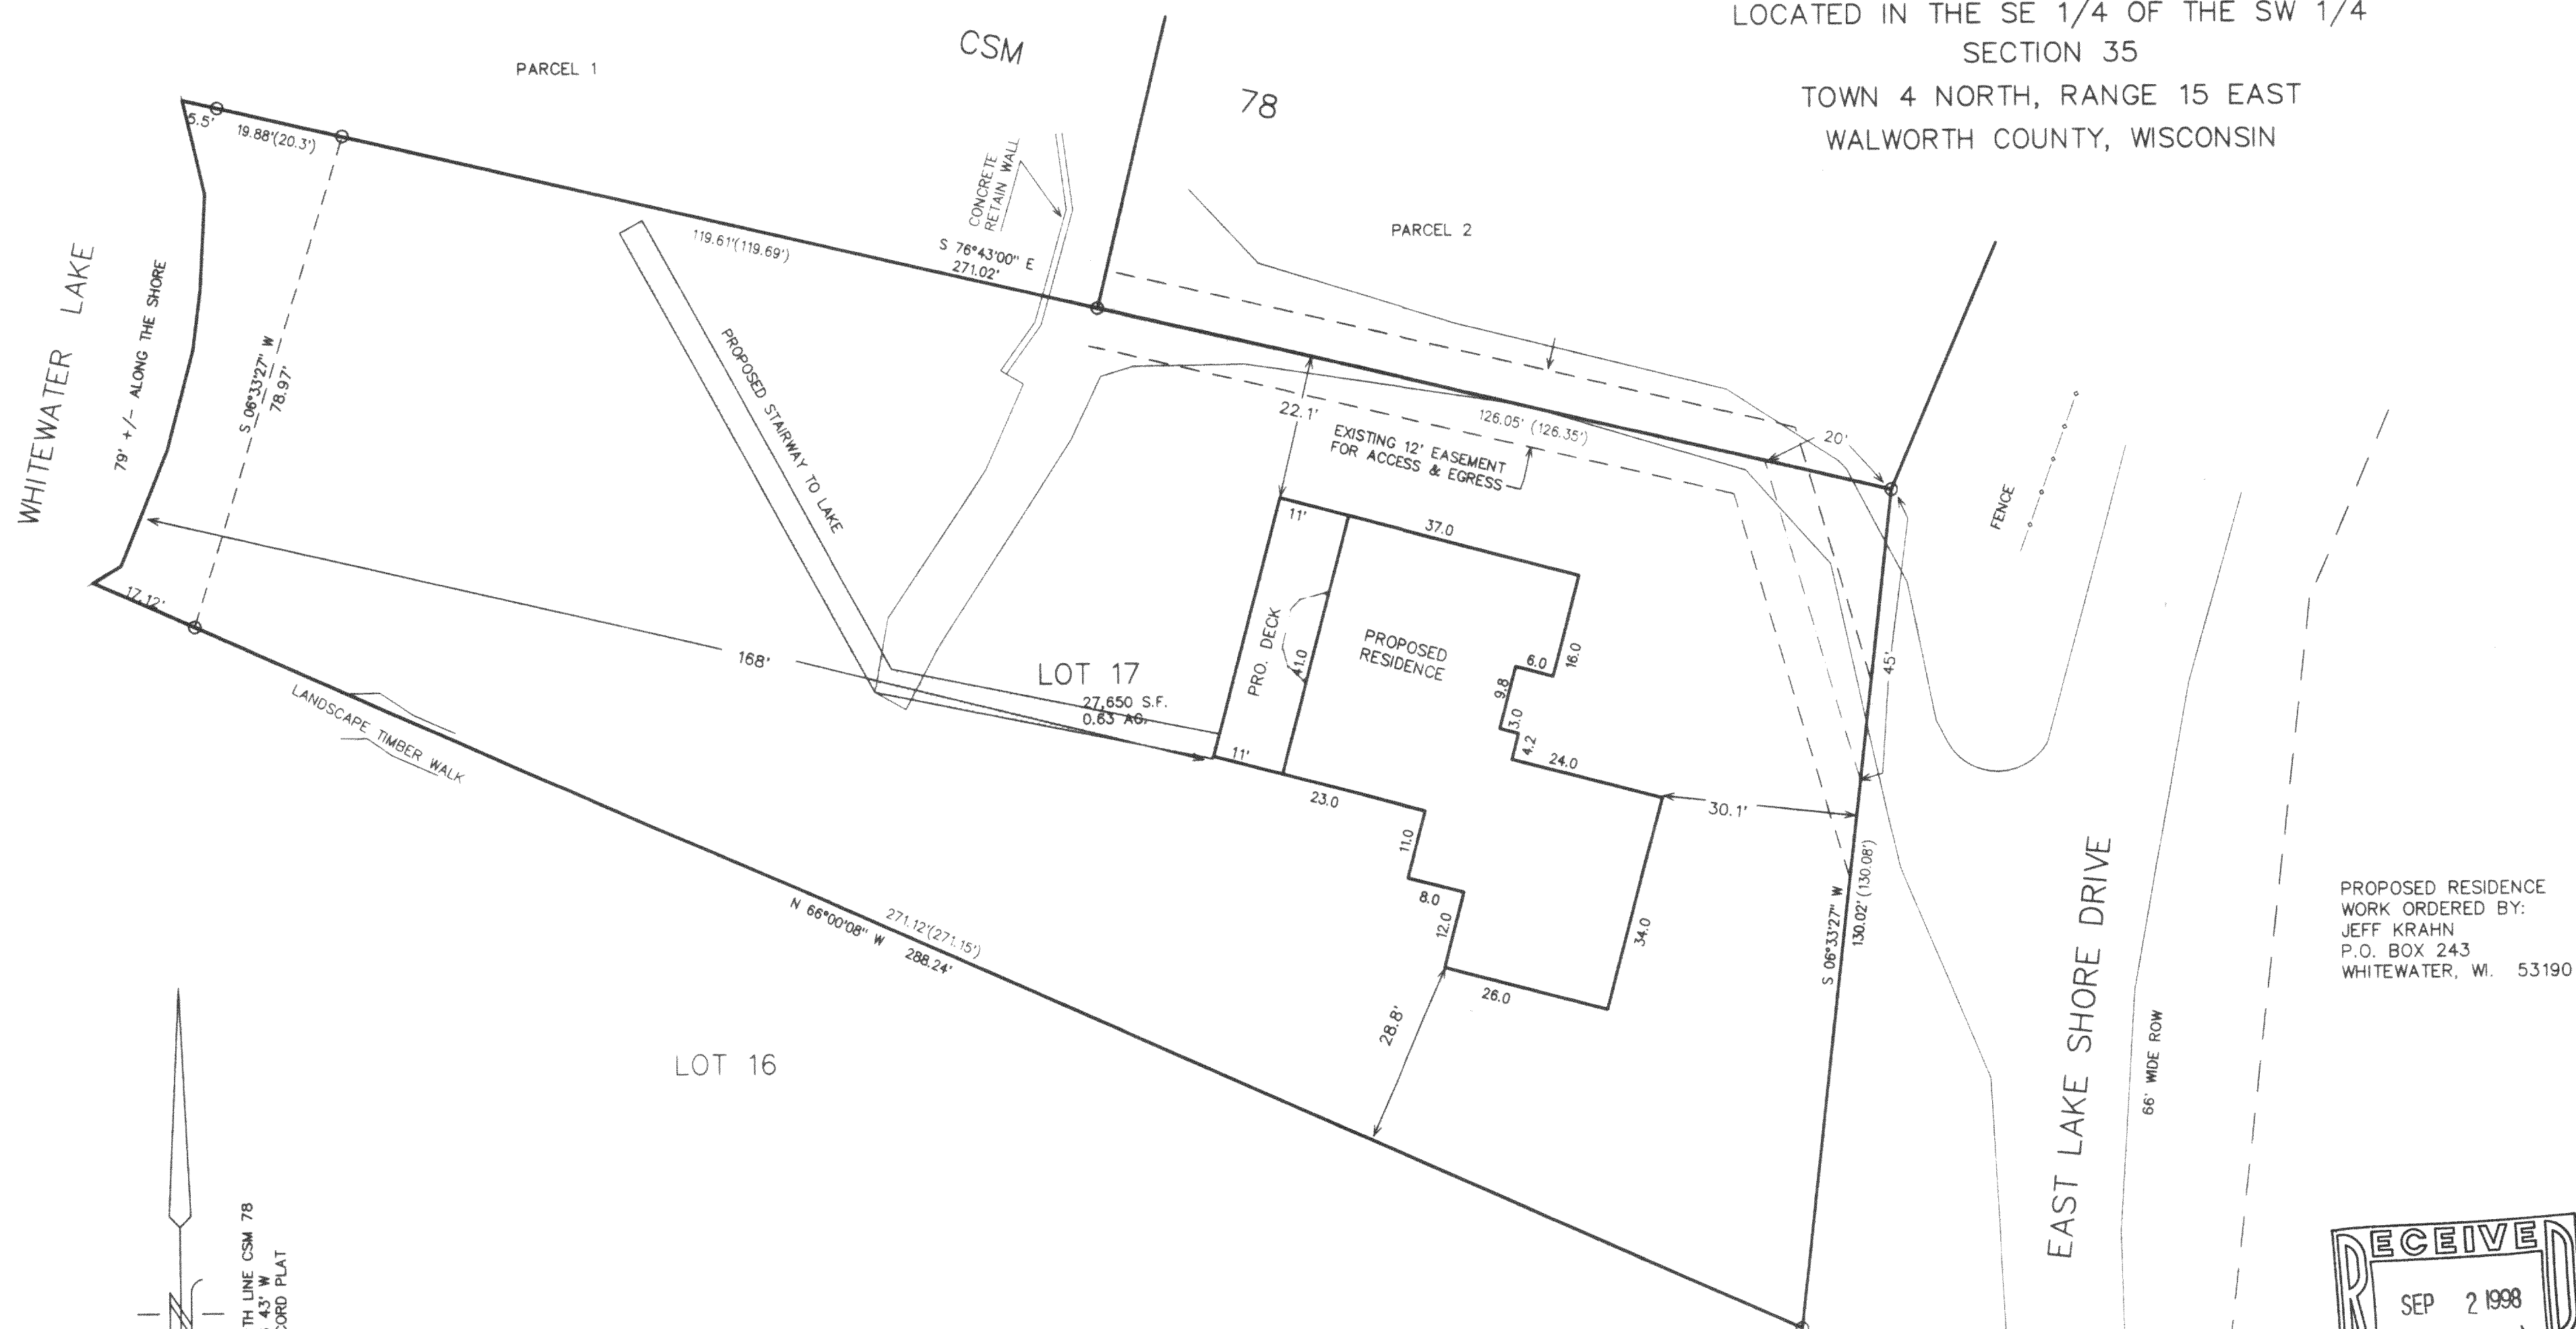 LOCATED IN THE SE 1/4 OF THE SW 1/4
SECTION 35
TOWN 4 NORTH, RANGE 15 EAST
WALWORTH COUNTY, WISCONSIN
CSM
78
PARCEL 1
PARCEL 2
5.5'
19.88'(20.3')
119.61'(119.69')
S 76°43'00" E
271.02'
CONCRETE
RETAIN WALL
WHITEWATER LAKE
79' +/- ALONG THE SHORE
S 06°33'27" W
78.97'
PROPOSED STAIRWAY TO LAKE
22.1'
126.05' (126.35')
EXISTING 12' EASEMENT
FOR ACCESS & EGRESS
20'
FENCE
17.12'
168'
LANDSCAPE TIMBER WALK
LOT 17
27,650 S.F.
0.63 AC.
11'
37.0
PRO. DECK
41.0
PROPOSED
RESIDENCE
16.0
6.0
9.8
3.0
4.2
24.0
11'
23.0
11.0
8.0
12.0
26.0
34.0
30.1'
45'
28.8'
S 06°33'27" W
130.02' (130.08')
N 66°00'08" W
271.12'(271.15')
288.24'
LOT 16
EAST LAKE SHORE DRIVE
66' WIDE ROW
PROPOSED RESIDENCE
WORK ORDERED BY:
JEFF KRAHN
P.O. BOX 243
WHITEWATER, WI. 53190
TH LINE CSM 78
43' W
CORD PLAT
N
RECEIVED
SEP 2 1998